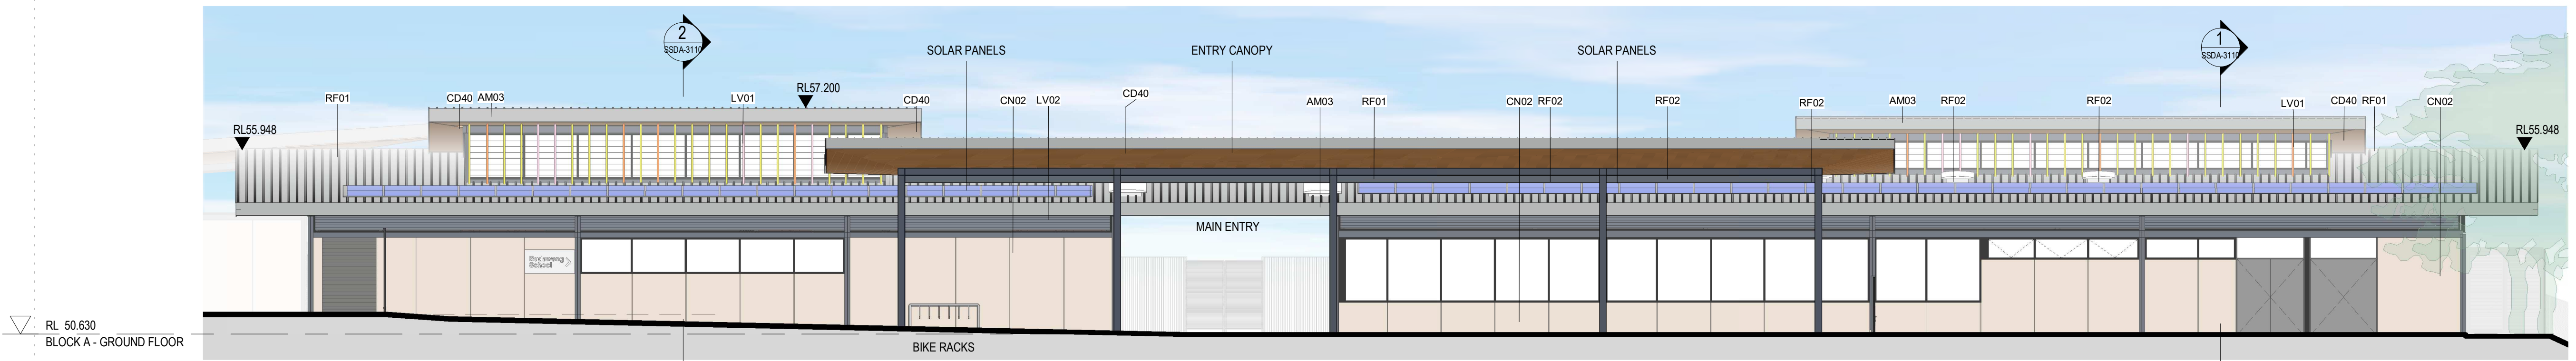 2
SSDA-3110
1
SSDA-3110
SOLAR PANELS
ENTRY CANOPY
SOLAR PANELS
RL57.200
RF01
CD40
AM03
LV01
CD40
CN02
LV02
CD40
AM03
RF01
CN02
RF02
RF02
RF02
AM03
RF02
RF02
LV01
CD40
RF01
CN02
RL55.948
RL55.948
MAIN ENTRY
Budawang
School
RL 50.630
BLOCK A - GROUND FLOOR
BIKE RACKS